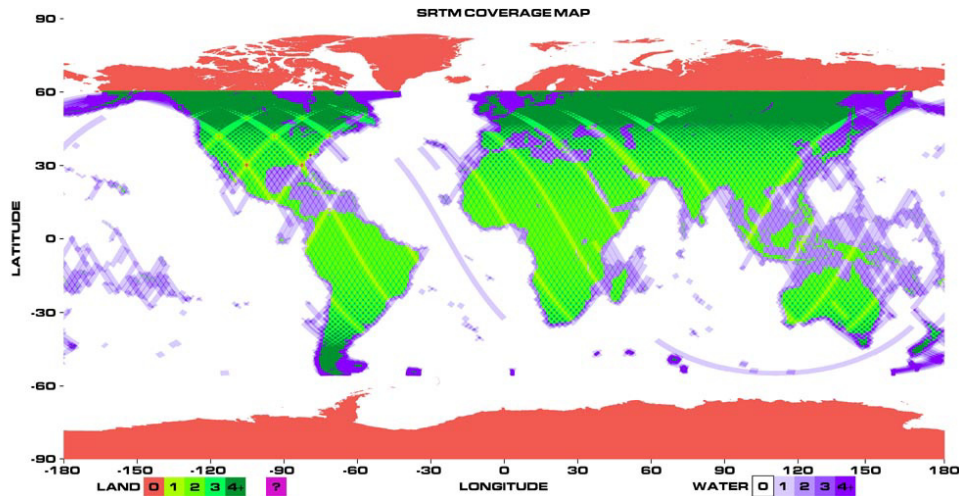 SRTM COVERAGE MAP
90
60
30
0
-30
-60
-90
LATITUDE
-180 -150 -120 -90 -60 -30 0 30 60 90 120 150 180
LAND 0 1 2 3 4+ ? LONGITUDE WATER 0 1 2 3 4+